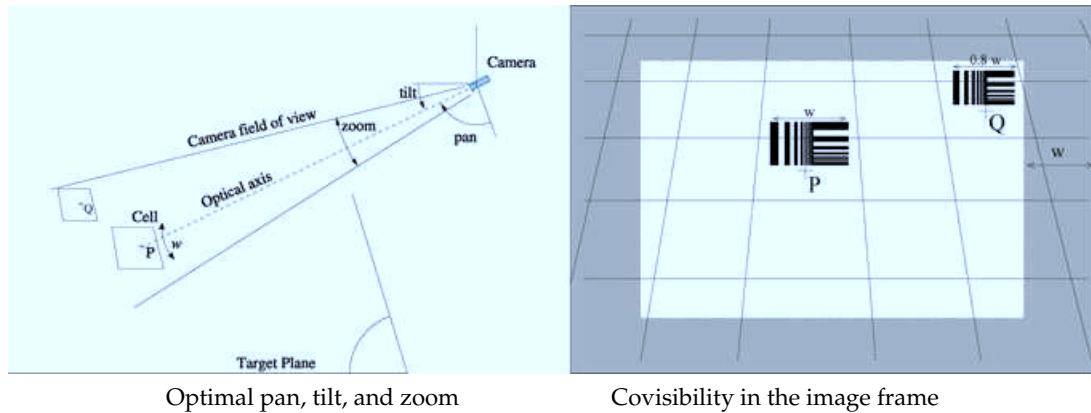 Camera
tilt
Camera field of view
zoom
pan
Optical axis
Q
Cell
w
P
Target Plane
0.8 w
w
Q
P
w
Optimal pan, tilt, and zoom
Covisibility in the image frame